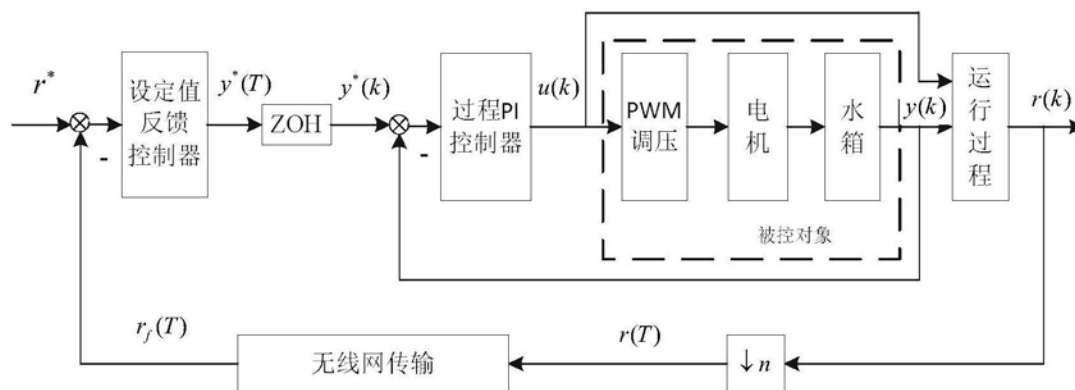 r*
设定值
反馈
控制器
y*(T)
ZOH
y*(k)
过程PI
控制器
u(k)
PWM
调压
电机
水箱
被控对象
y(k)
运行过程
r(k)
-
-
r_f(T)
无线网传输
r(T)
↓n